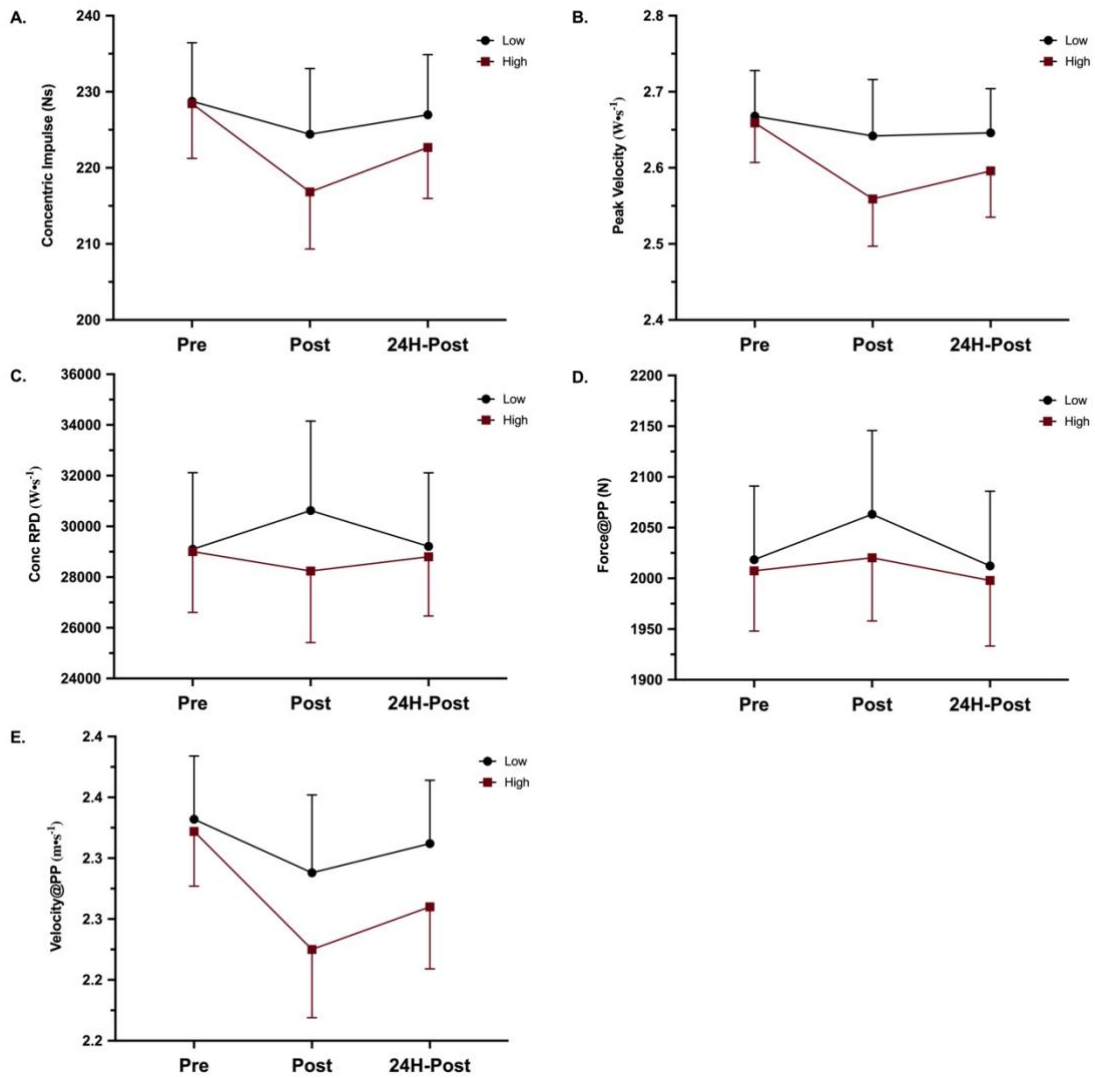 A.
Concentric Impulse (Ns)
240
230
220
210
200
Low
High
Pre Post 24H-Post
B.
Peak Velocity (W•s-1)
2.8
2.7
2.6
2.5
2.4
Low
High
Pre Post 24H-Post
C.
Conc RPD (W•s-1)
36000
34000
32000
30000
28000
26000
24000
Low
High
Pre Post 24H-Post
D.
Force@PP (N)
2200
2150
2100
2050
2000
1950
1900
Low
High
Pre Post 24H-Post
E.
Velocity@PP (m•s-1)
2.4
2.4
2.3
2.3
2.2
2.2
Low
High
Pre Post 24H-Post